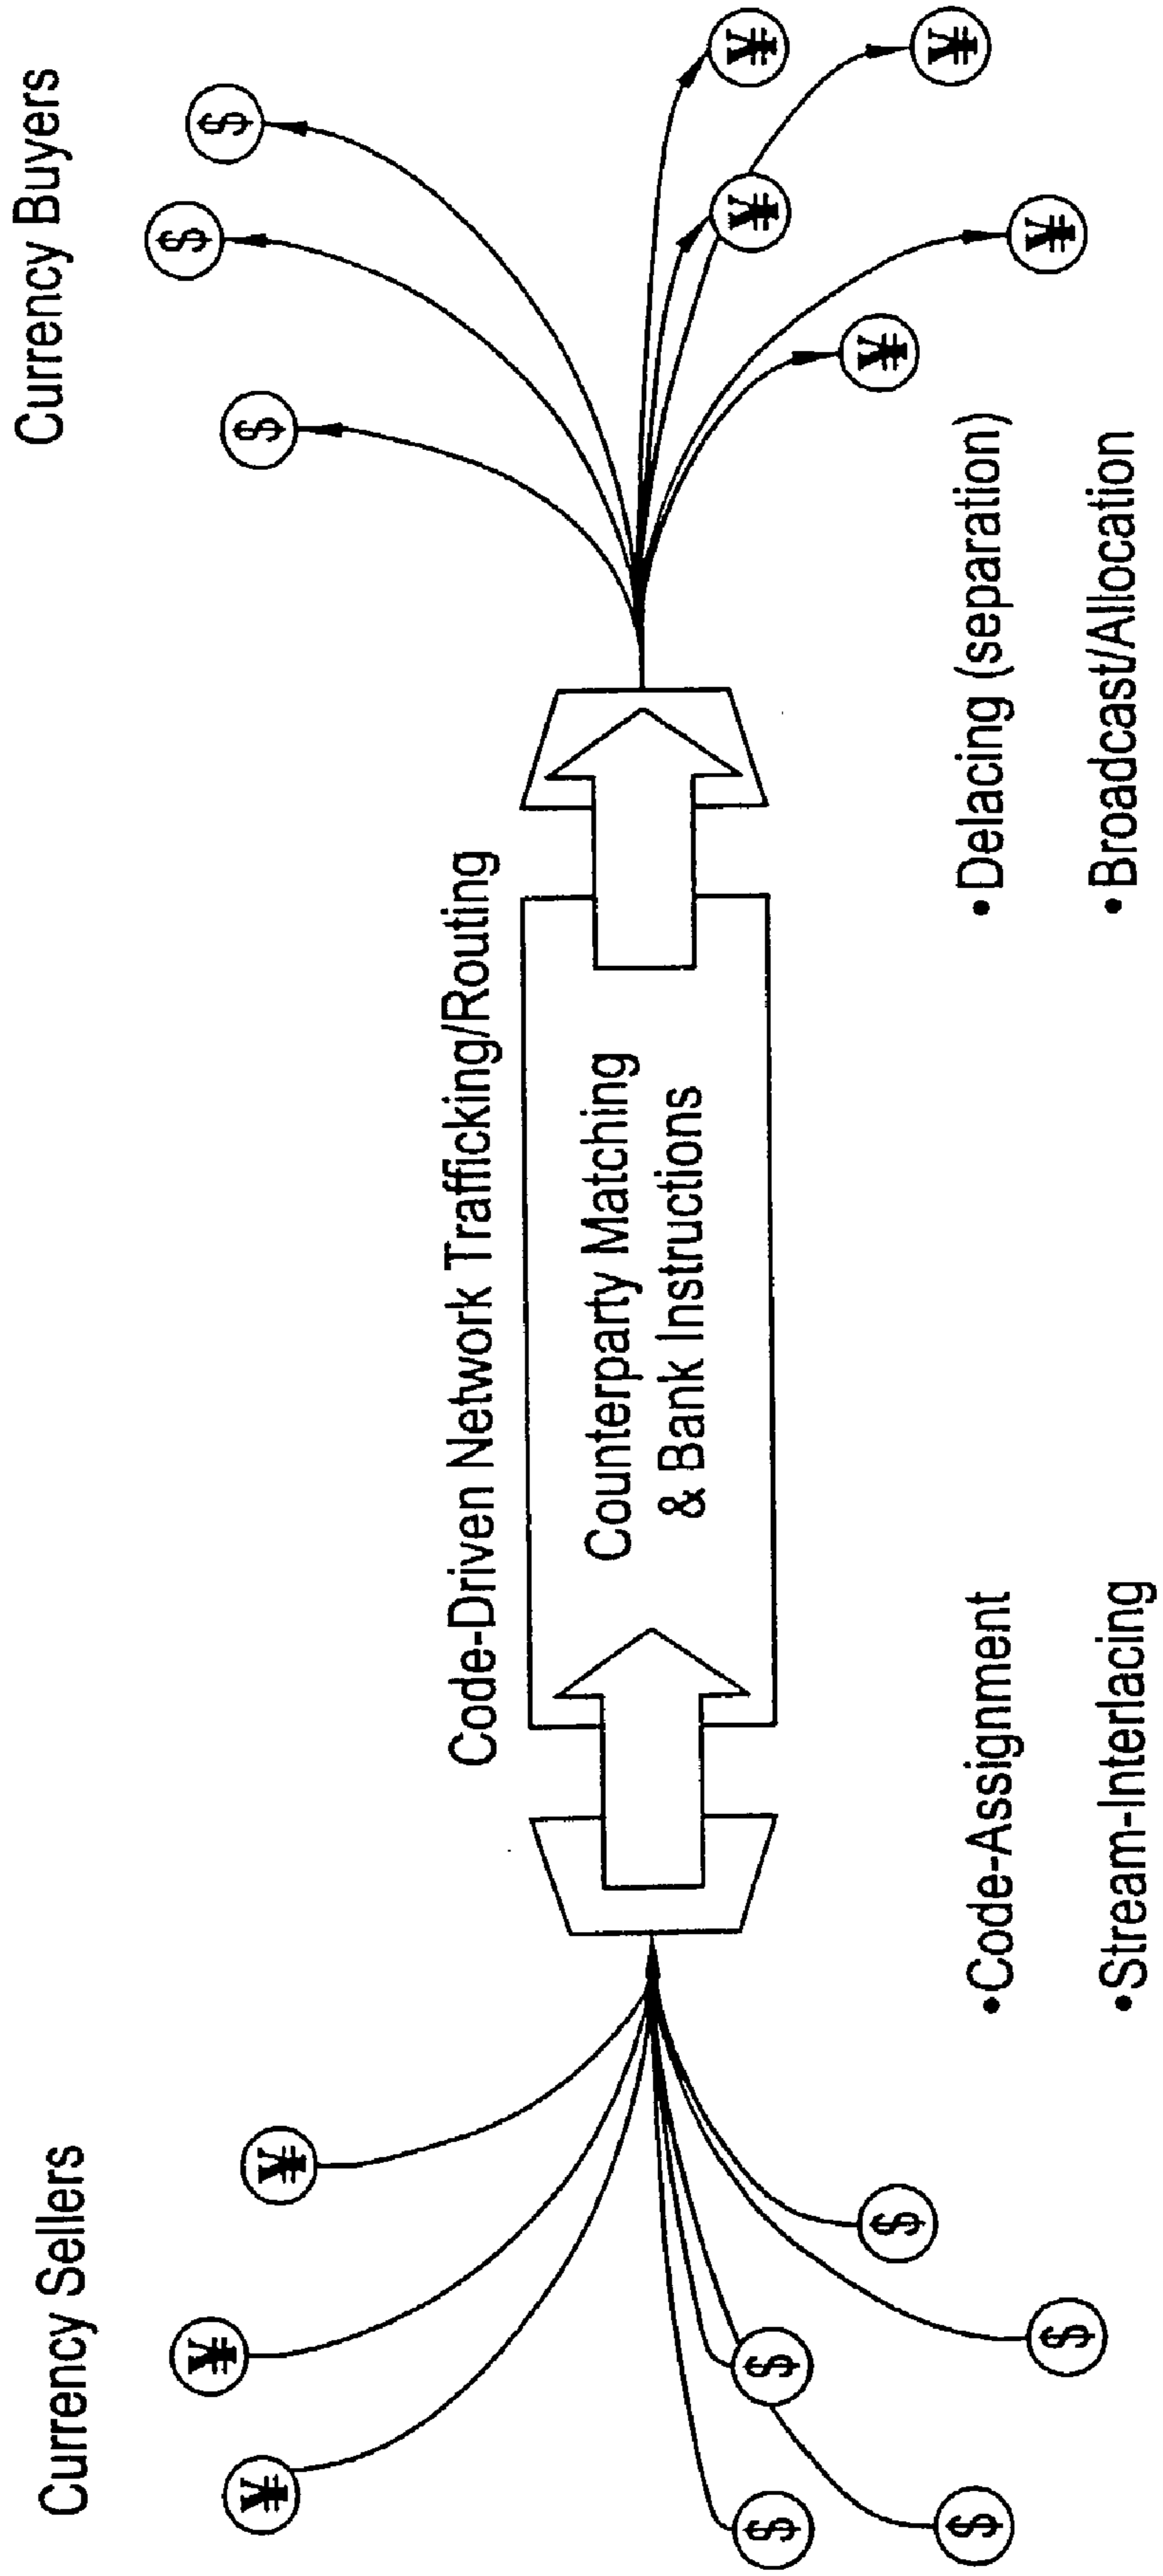 Currency Sellers
Currency Buyers
¥
¥
¥
$
$
$
$
$
Code-Driven Network Trafficking/Routing
Counterparty Matching
& Bank Instructions
$
$
$
¥
¥
¥
¥
¥
•Code-Assignment
•Stream-Interlacing
•Delacing (separation)
•Broadcast/Allocation